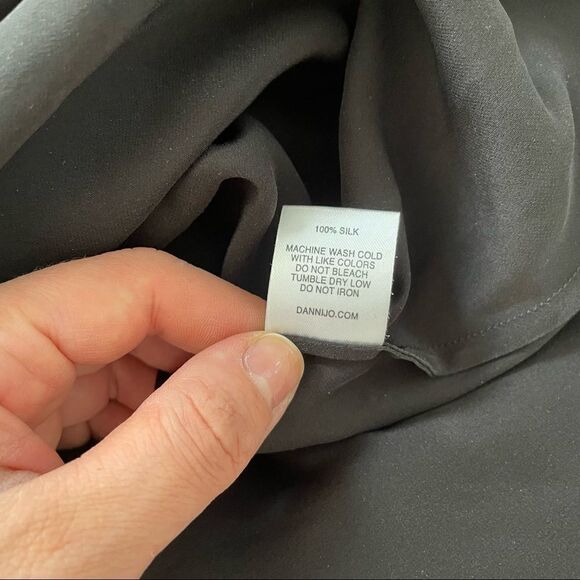 100% SILK
MACHINE WASH COLD
WITH LIKE COLORS
DO NOT BLEACH
TUMBLE DRY LOW
DO NOT IRON
DANNIJO.COM